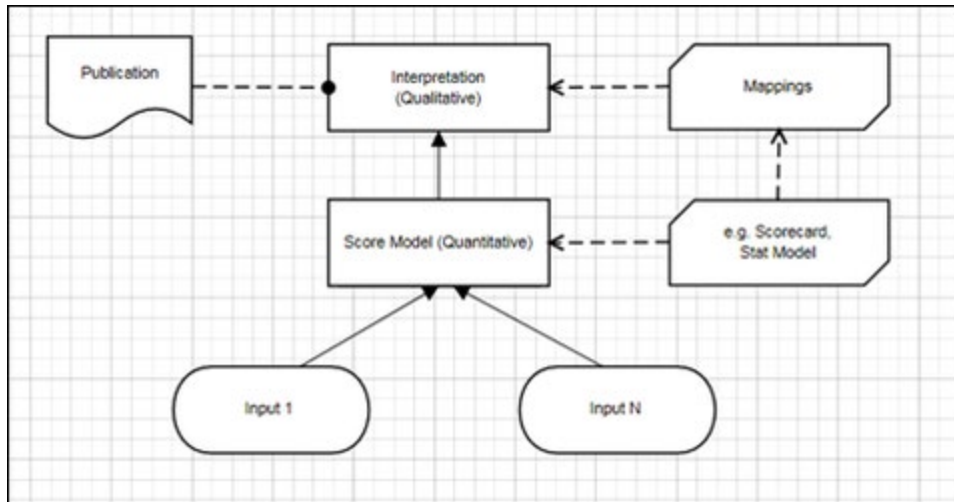 Publication
Interpretation
(Qualitative)
Mappings
Score Model (Quantitative)
e.g. Scorecard,
Stat Model
Input 1
Input N